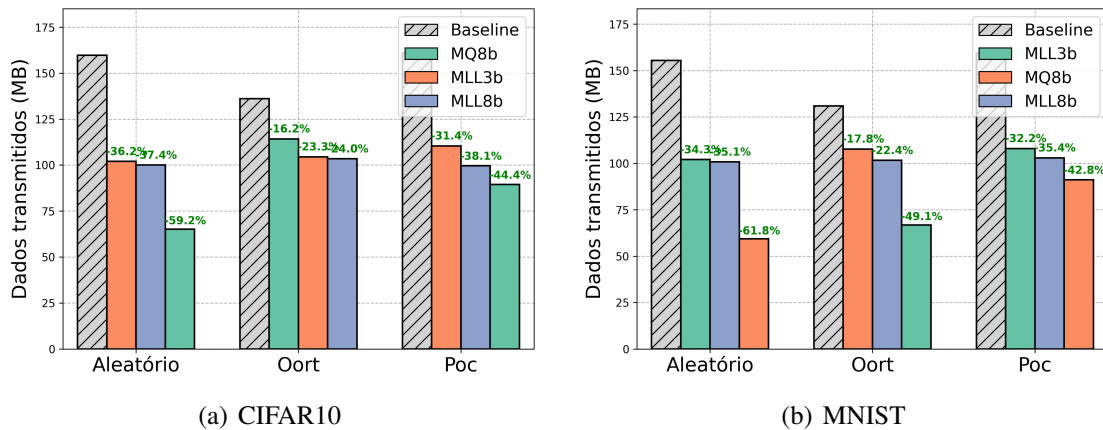 Dados transmitidos (MB)
175
150
125
100
75
50
25
0
Baseline
MQ8b
MLL3b
MLL8b
-36.2%
-37.4%
-59.2%
-16.2%
-23.3%
-24.0%
-31.4%
-38.1%
-44.4%
Aleatório
Oort
Poc
(a) CIFAR10
Dados transmitidos (MB)
175
150
125
100
75
50
25
0
Baseline
MLL3b
MQ8b
MLL8b
-34.3%
-35.1%
-61.8%
-17.8%
-22.4%
-49.1%
-32.2%
-35.4%
-42.8%
Aleatório
Oort
Poc
(b) MNIST